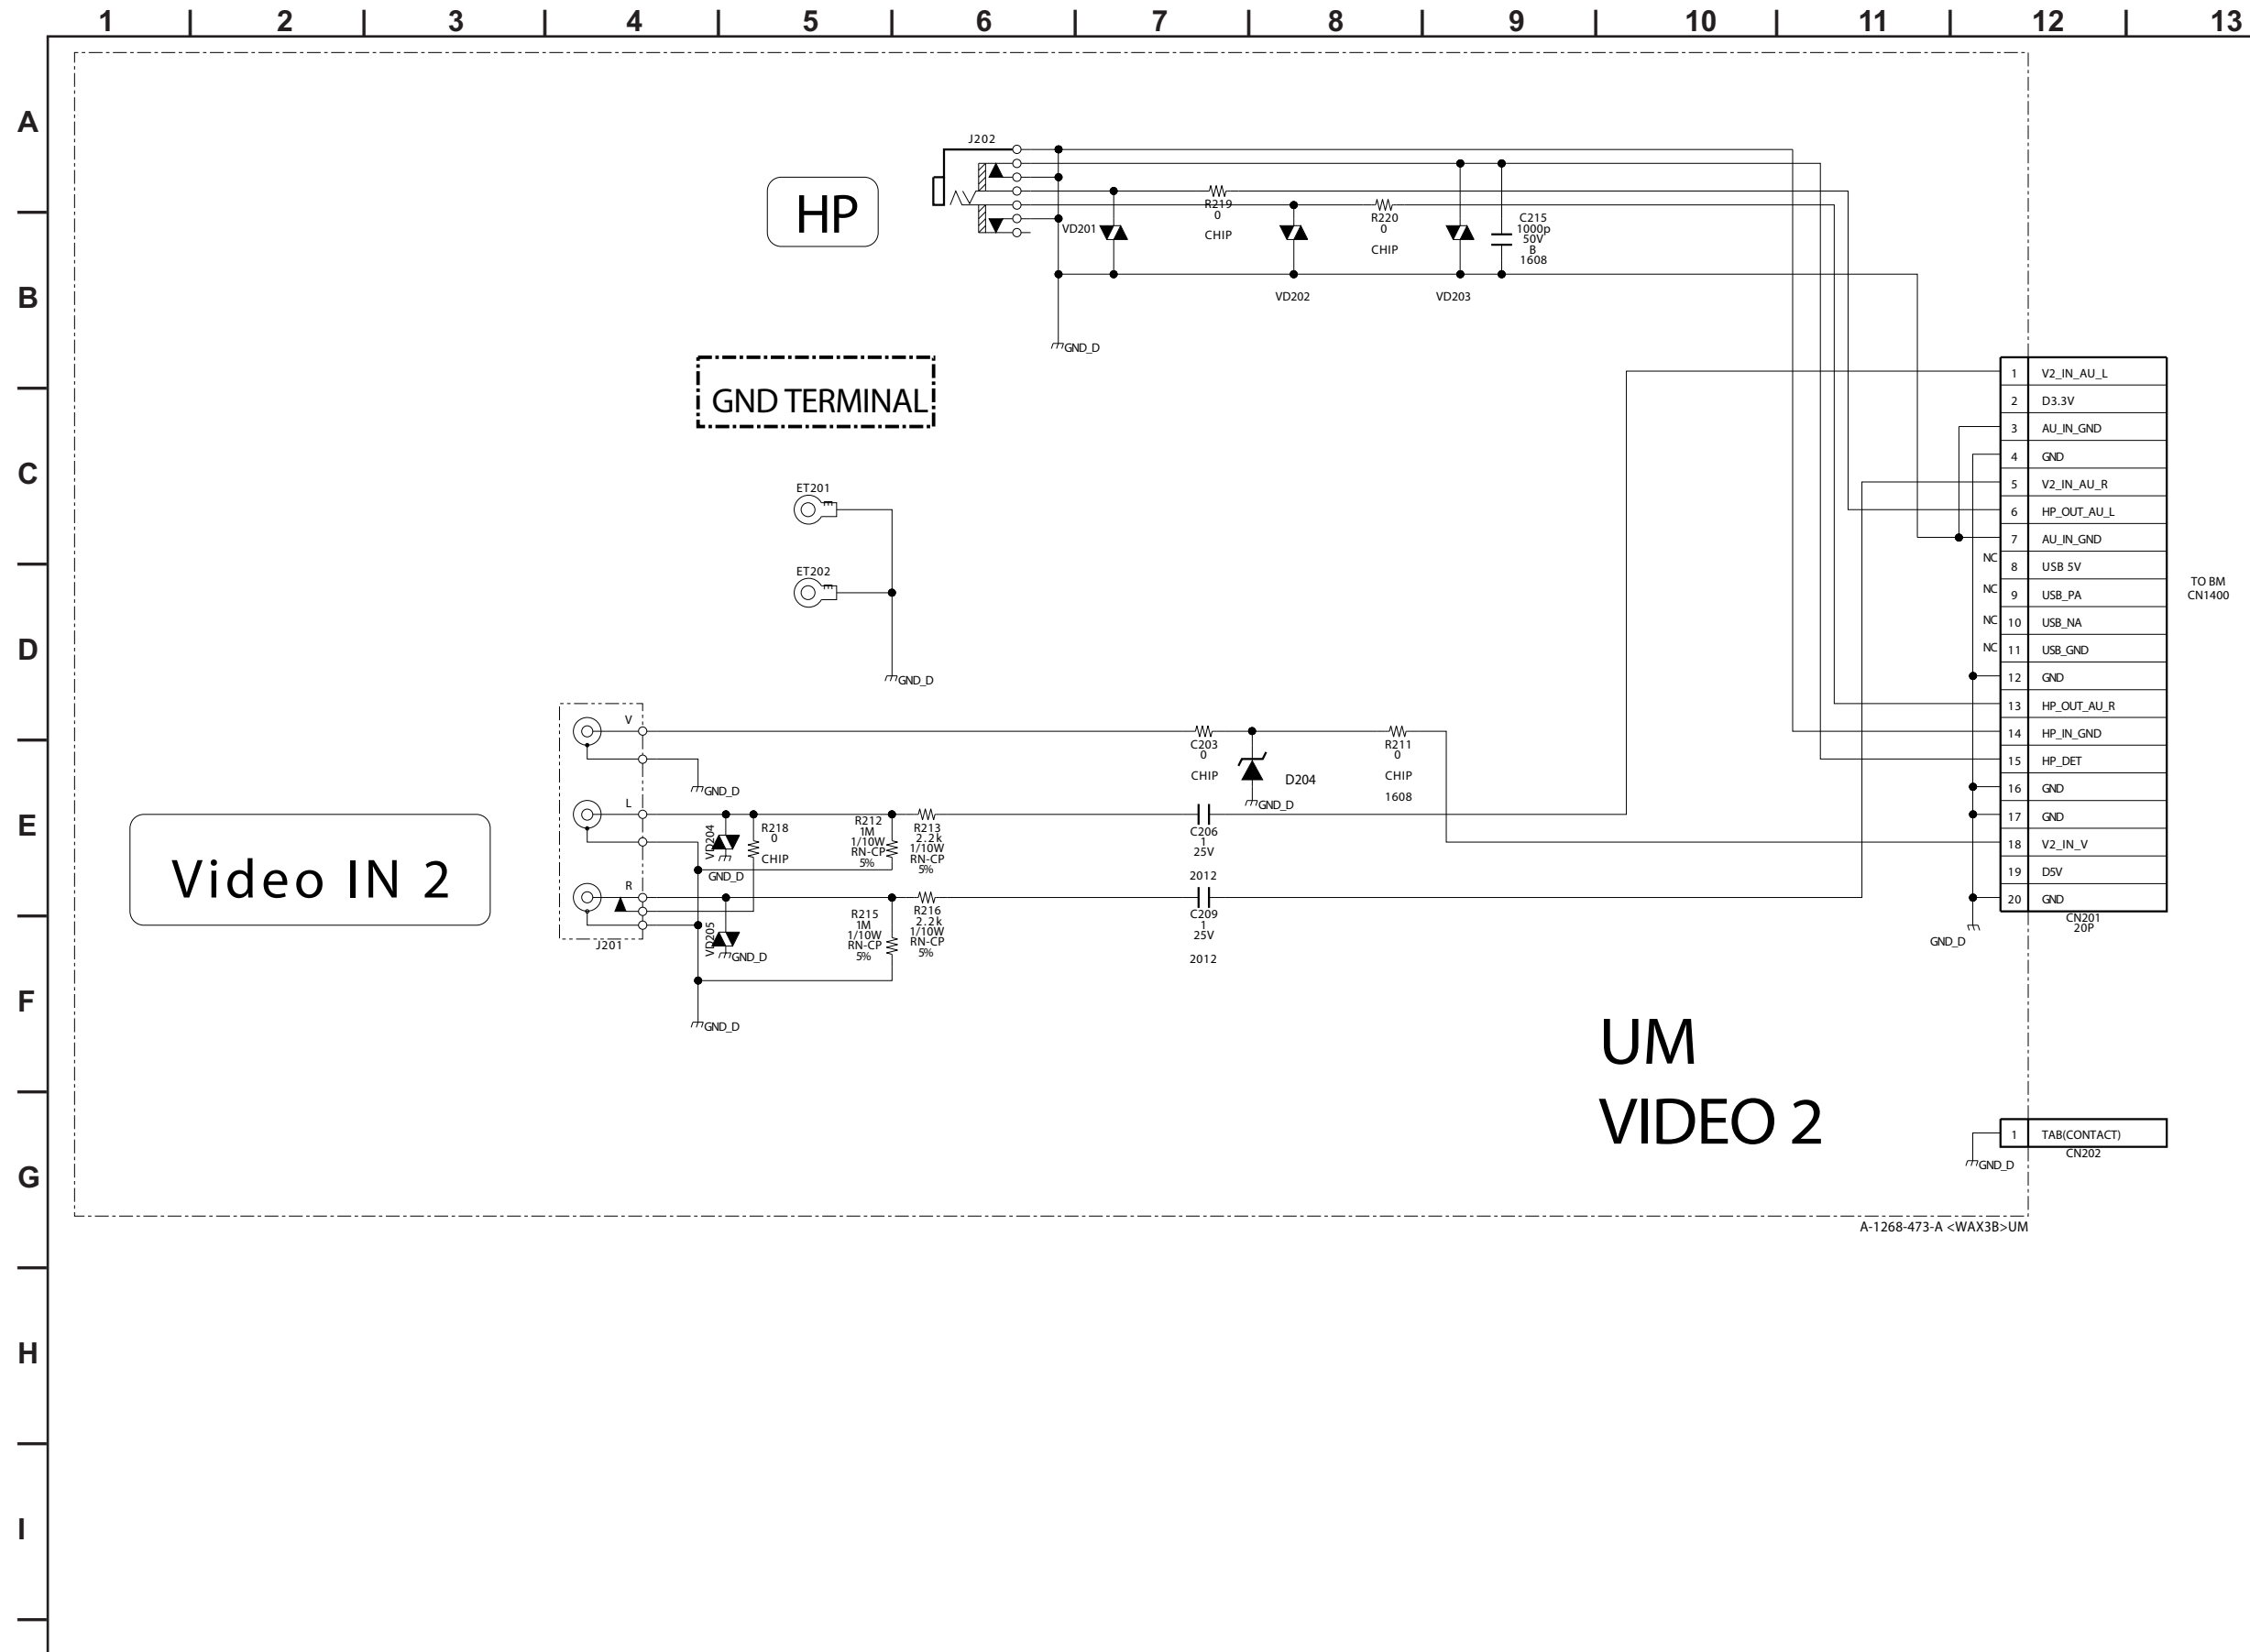 1 2 3 4 5 6 7 8 9 10 11 12 13
A
J202
HP
R219
0
CHIP
VD201
R220
0
CHIP
C215
1000p
50V
B
1608
B
VD202
VD203
GND_D
GND TERMINAL
1 V2_IN_AU_L
2 D3.3V
3 AU_IN_GND
4 GND
5 V2_IN_AU_R
6 HP_OUT_AU_L
7 AU_IN_GND
NC 8 USB 5V
NC 9 USB_PA
NC 10 USB_NA
NC 11 USB_GND
12 GND
13 HP_OUT_AU_R
14 HP_IN_GND
15 HP_DET
16 GND
17 GND
18 V2_IN_V
19 D5V
20 GND
CN201
20P
GND_D
TO BM
CN1400
C
ET201
E
ET202
E
D
GND_D
V
C203
0
CHIP
R211
0
CHIP
1608
D204
GND_D
GND_D
L
E
VD204
R218
0
CHIP
R212
1M
1/10W
RN-CP
5%
R213
2.2k
1/10W
RN-CP
5%
C206
1
25V
2012
GND_D
Video IN 2
R
J201
VD205
GND_D
R215
1M
1/10W
RN-CP
5%
R216
2.2k
1/10W
RN-CP
5%
C209
1
25V
2012
F
GND_D
UM
VIDEO 2
1 TAB(CONTACT)
CN202
GND_D
G
A-1268-473-A <WAX3B>UM
H
I